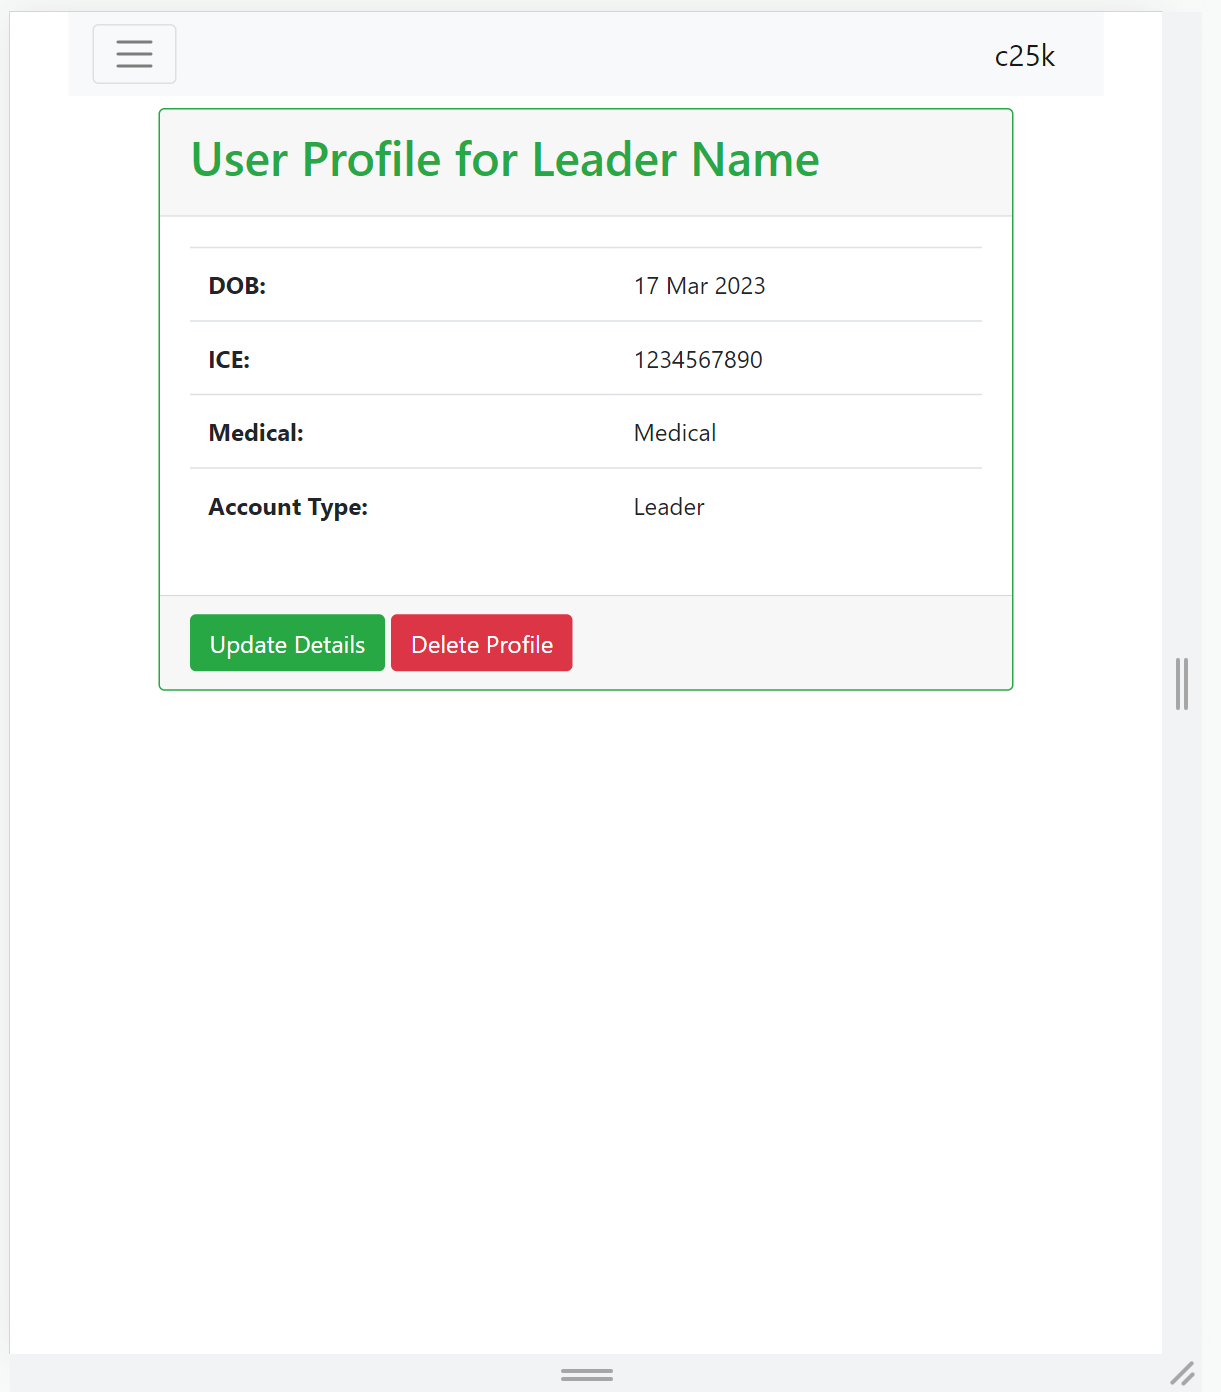 c25k
User Profile for Leader Name
DOB: 17 Mar 2023
ICE: 1234567890
Medical: Medical
Account Type: Leader
Update Details Delete Profile